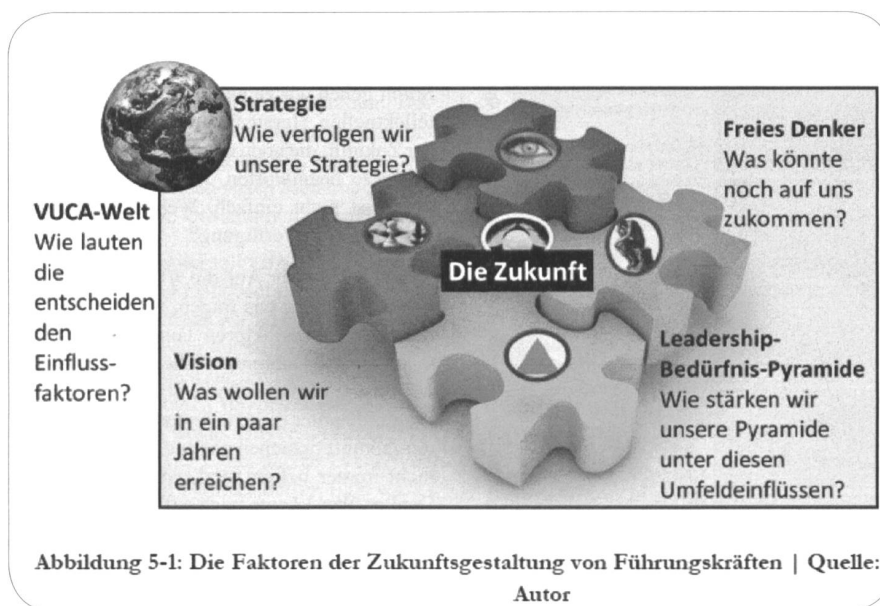 Strategie
Wie verfolgen wir
unsere Strategie?
Freies Denker
Was könnte
noch auf uns
zukommen?
VUCA-Welt
Wie lauten
die
entscheiden
den
Einfluss-
faktoren?
Die Zukunft
Vision
Was wollen wir
in ein paar
Jahren
erreichen?
Leadership-
Bedürfnis-Pyramide
Wie stärken wir
unsere Pyramide
unter diesen
Umfeldeinflüssen?
Abbildung 5-1: Die Faktoren der Zukunftsgestaltung von Führungskräften | Quelle:
Autor